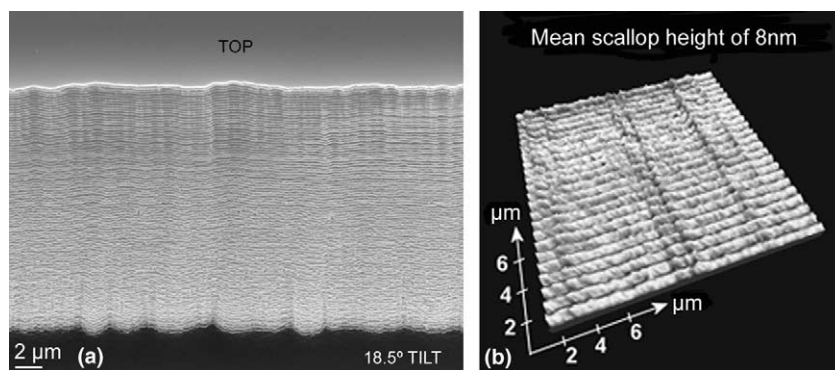 TOP
2 µm
(a)
18.5º TILT
Mean scallop height of 8nm
µm
6
4
2
2
4
6
µm
(b)